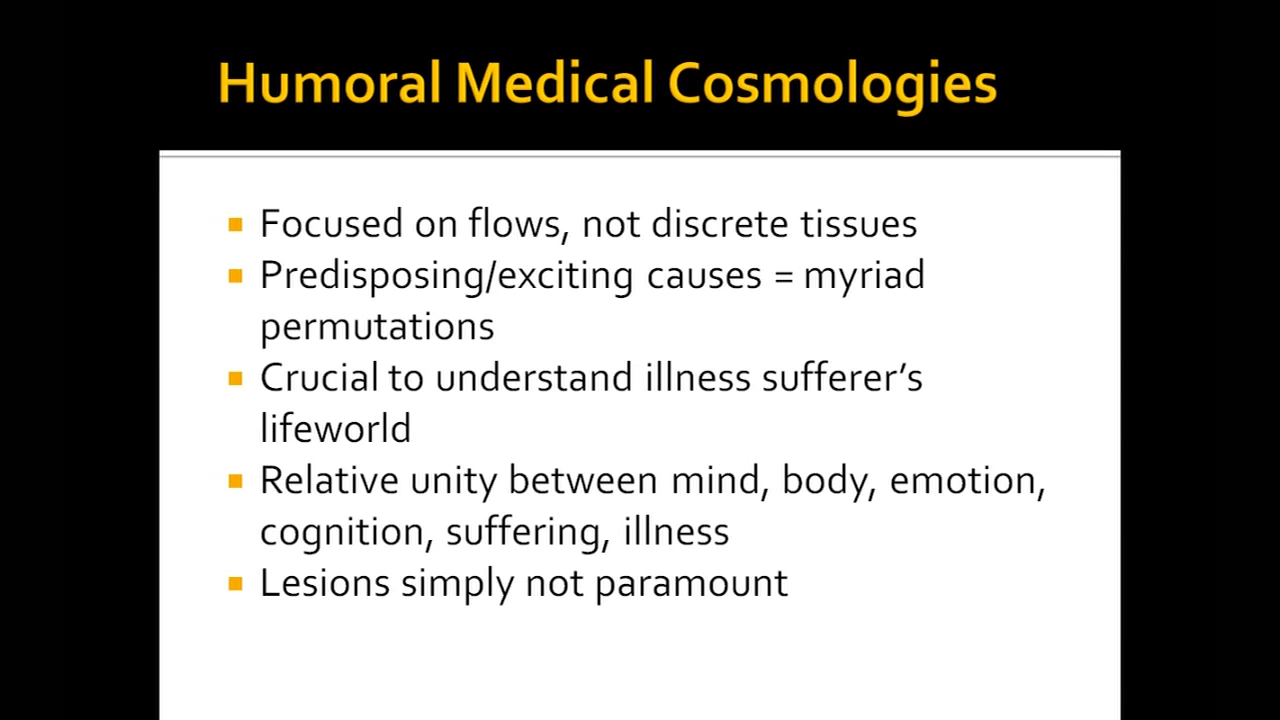 Humoral Medical Cosmologies
Focused on flows, not discrete tissues
Predisposing/exciting causes = myriad
permutations
Crucial to understand illness sufferer’s
lifeworld
Relative unity between mind, body, emotion,
cognition, suffering, illness
Lesions simply not paramount